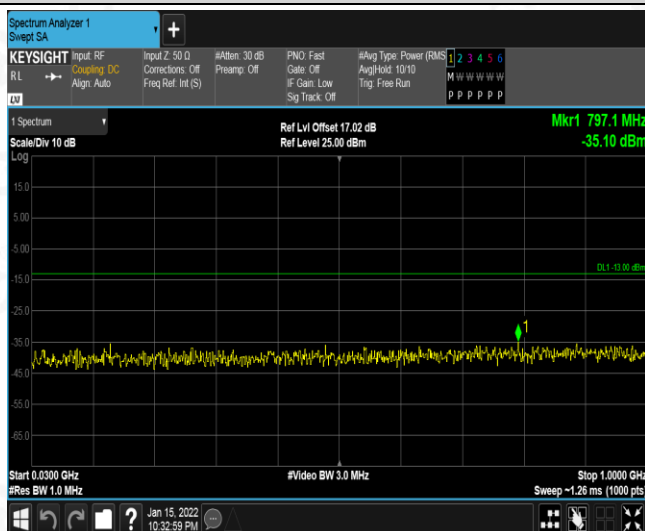 Spectrum Analyzer 1
Swept SA
+
KEYSIGHT
RL
LXI
Input: RF
Coupling: DC
Align: Auto
Input Z: 50 Ω
Corrections: Off
Freq Ref: Int (S)
#Atten: 30 dB
Preamp: Off
PNO: Fast
Gate: Off
IF Gain: Low
Sig Track: Off
#Avg Type: Power (RMS
Avg|Hold: 10/10
Trig: Free Run
1 2 3 4 5 6
M W W W W W
P P P P P P
1 Spectrum
Scale/Div 10 dB
Ref Lvl Offset 17.02 dB
Ref Level 25.00 dBm
Mkr1 797.1 MHz
-35.10 dBm
Log
15.0
5.00
-5.00
DL1 -13.00 dBm
-15.0
-25.0
1
-35.0
-45.0
-55.0
-65.0
Start 0.0300 GHz
#Res BW 1.0 MHz
#Video BW 3.0 MHz
Stop 1.0000 GHz
Sweep ~1.26 ms (1000 pts)
?
Jan 15, 2022
10:32:59 PM